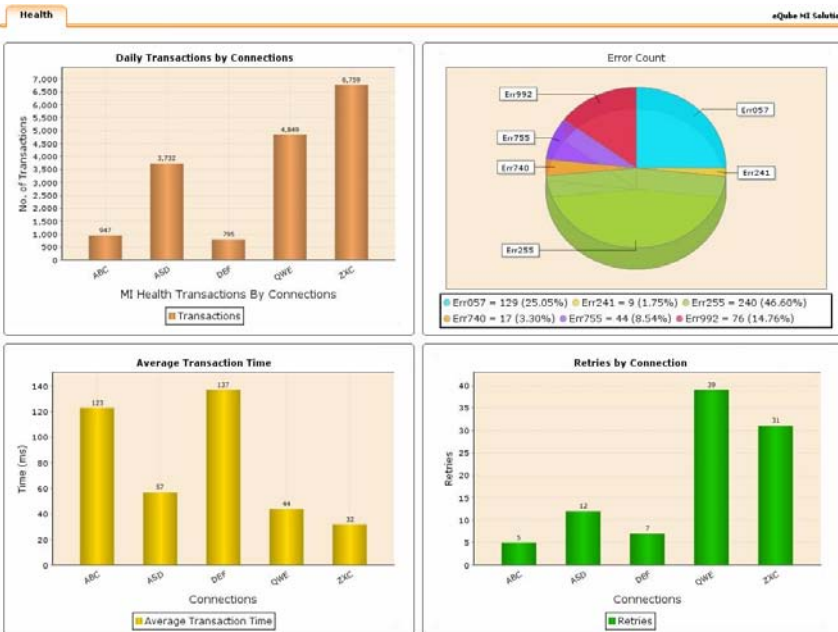 Health
eQube MI Solutio
Daily Transactions by Connections
No. of Transactions
7,000
6,500
6,000
5,500
5,000
4,500
4,000
3,500
3,000
2,500
2,000
1,500
1,000
500
0
947
3,732
795
4,849
6,759
ABC
ASD
DEF
QWE
ZXC
MI Health Transactions By Connections
Transactions
Error Count
Err992
Err057
Err755
Err740
Err241
Err255
Err057 = 129 (25.05%) Err241 = 9 (1.75%) Err255 = 240 (46.60%)
Err740 = 17 (3.30%) Err755 = 44 (8.54%) Err992 = 76 (14.76%)
Average Transaction Time
Time (ms)
140
120
100
80
60
40
20
0
123
57
137
44
32
ABC
ASD
DEF
QWE
ZXC
Connections
Average Transaction Time
Retries by Connection
Retries
40
35
30
25
20
15
10
5
0
5
12
7
39
31
ABC
ASD
DEF
QWE
ZXC
Connections
Retries